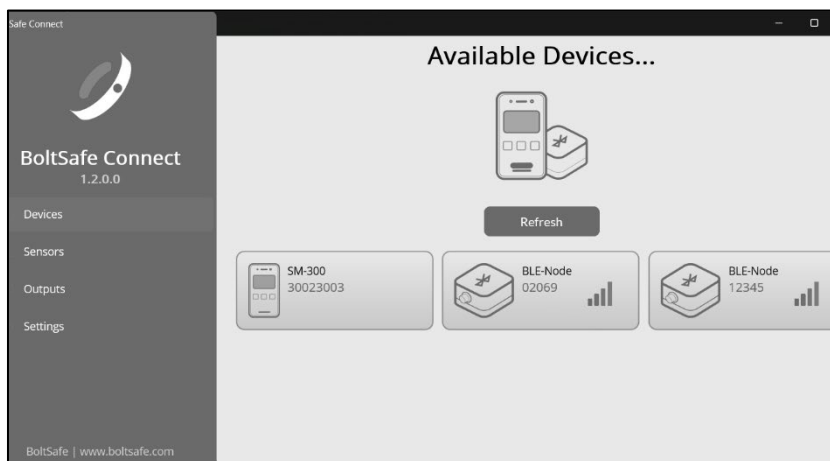 Safe Connect
BoltSafe Connect
1.2.0.0
Devices
Sensors
Outputs
Settings
BoltSafe | www.boltsafe.com
Available Devices...
Refresh
SM-300
30023003
BLE-Node
02069
BLE-Node
12345